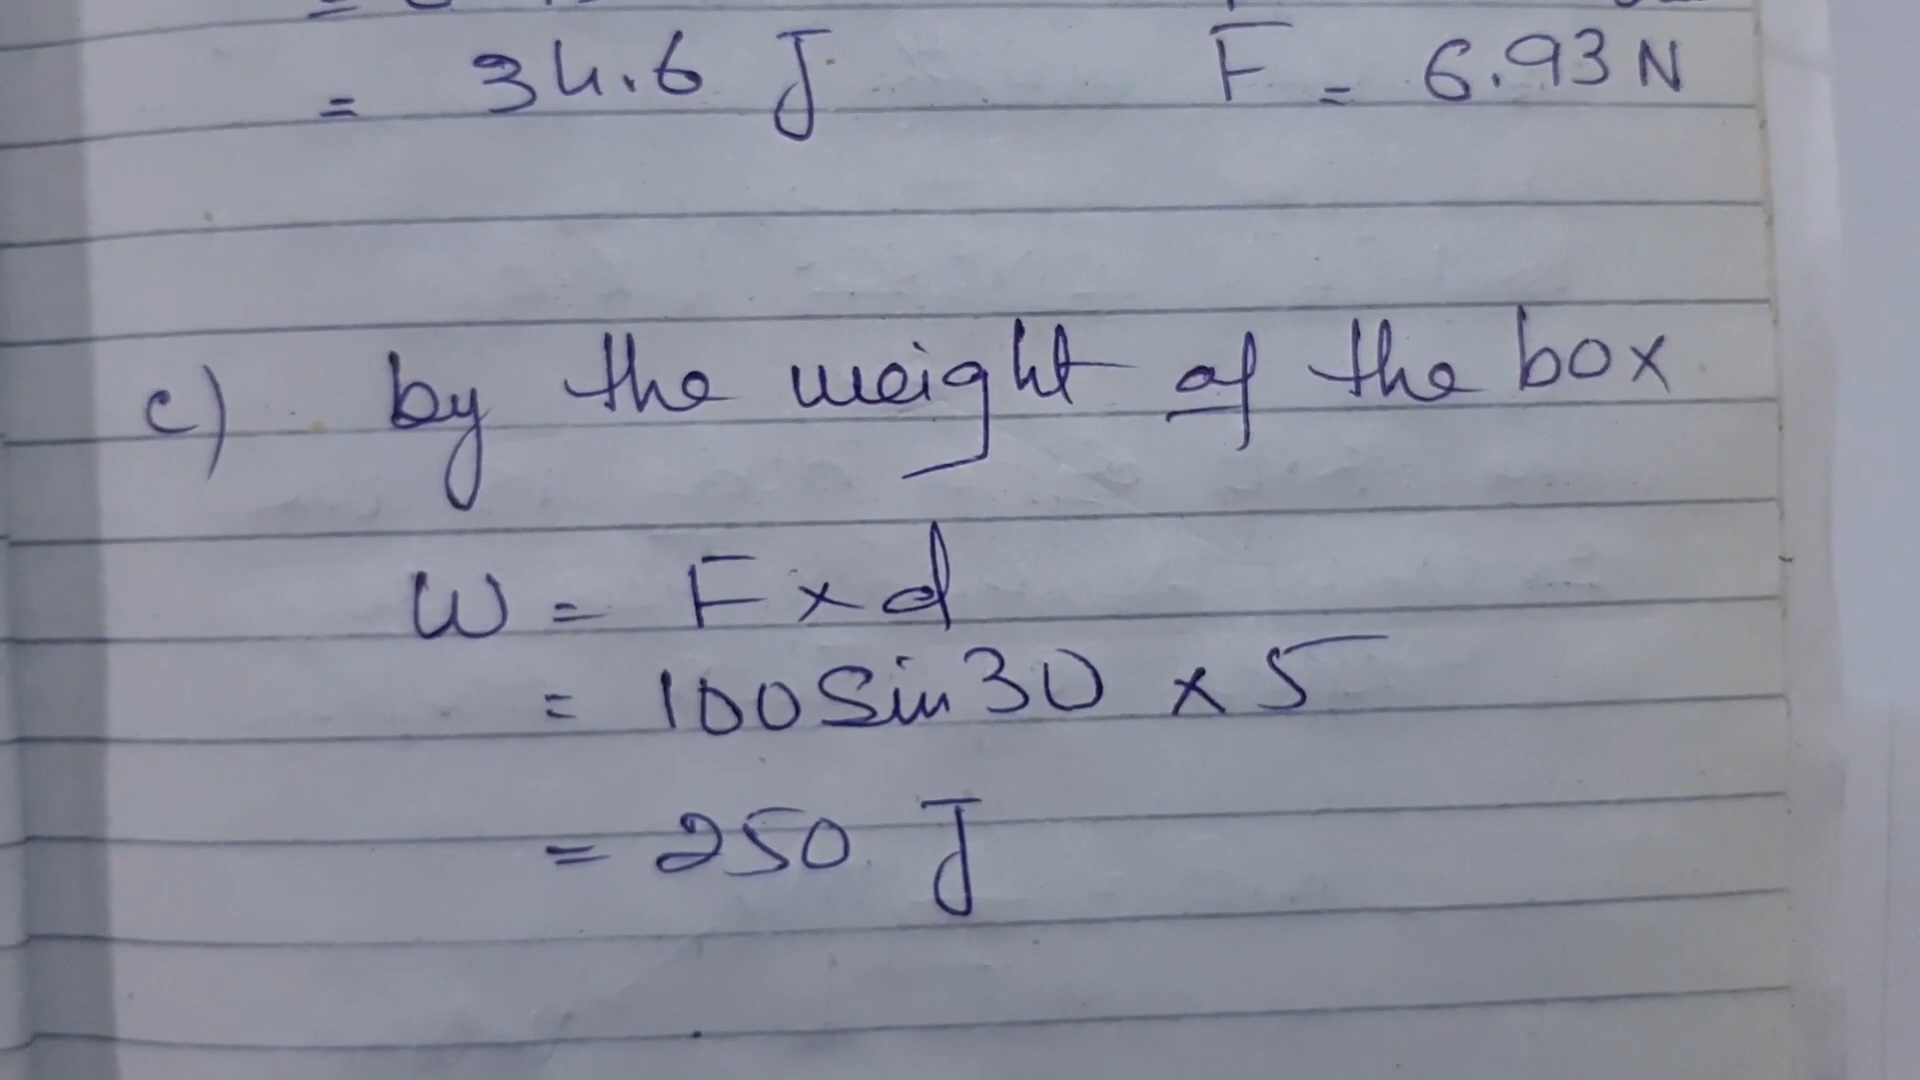 = 34.6 J F = 6.93 N
c) by the weight of the box
W = F x d
= 100 Sin 30 x 5
= 250 J